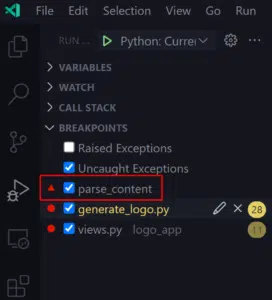 File Edit Selection View Go Run
RUN ... Python: Currer
VARIABLES
WATCH
CALL STACK
BREAKPOINTS
Raised Exceptions
Uncaught Exceptions
parse_content
generate_logo.py 28
views.py logo_app 11